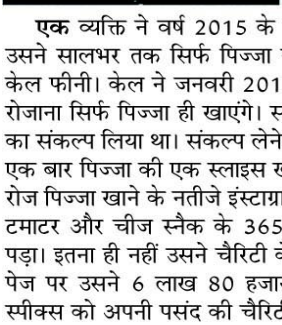 एक व्यक्ति ने वर्ष 2015 के
उसने सालभर तक सिर्फ पिज्जा
केल फीनी। केल ने जनवरी 201
रोजाना सिर्फ पिज्जा ही खाएंगे। स
का संकल्प लिया था। संकल्प लेने
एक बार पिज्जा की एक स्लाइस
रोज पिज्जा खाने के नतीजे इंस्टाग्रा
टमाटर और चीज स्नैक के 365
पड़ा। इतना ही नहीं उसने चैरिटी
पेज पर उसने 6 लाख 80 हजा
स्पीक्स को अपनी पसंद की चैरिटी